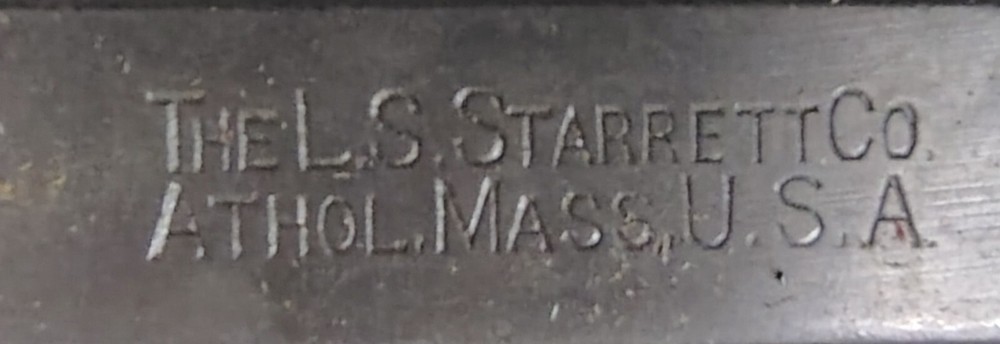 THE L.S. STARRETT CO.
ATHOL, MASS., U.S.A.